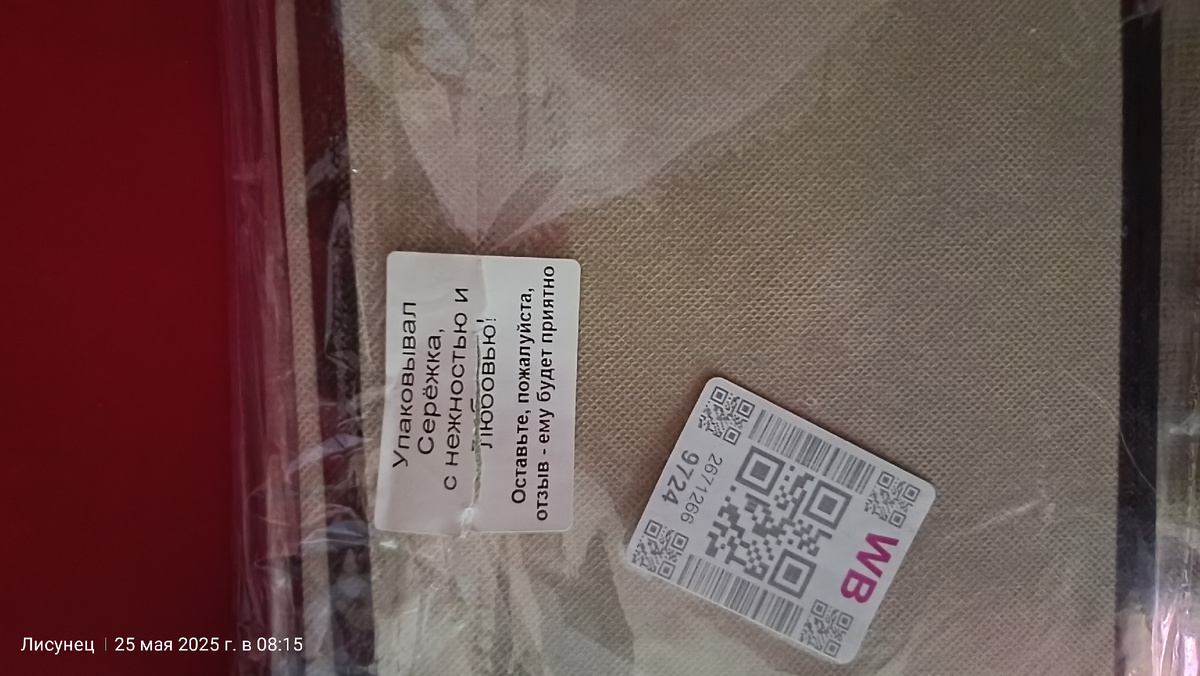 Упаковывал
Серёжка,
с нежностью и
любовью!
Оставьте, пожалуйста,
отзыв - ему будет приятно
WB
2671266
9724
Лисунец | 25 мая 2025 г. в 08:15